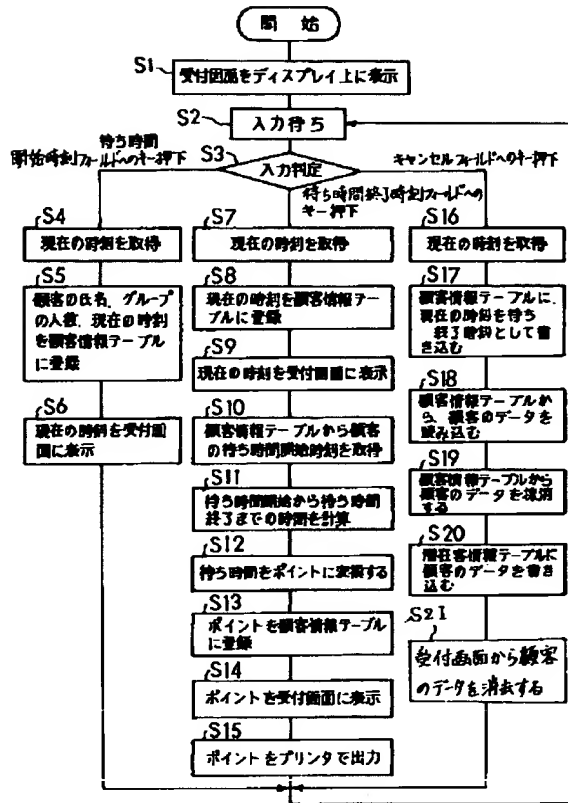 開始
S1
受付画面をディスプレイ上に表示
S2
入力待ち
待ち時間
開始時刻フィールドへのキー押下
S3
入力判定
キャンセルフィールドへのキー押下
待ち時間終了時刻フィールドへの
キー押下
S4
現在の時刻を取得
S5
顧客の氏名、グループ
の人数、現在の時刻
を顧客情報テーブル
に登録
S6
現在の時刻を受付画
面に表示
S7
現在の時刻を取得
S8
現在の時刻を顧客情報テー
ブルに登録
S9
現在の時刻を受付画面に表示
S10
顧客情報テーブルから顧客
の待ち時間開始時刻を取得
S11
待ち時間開始から待ち時間
終了までの時間を計算
S12
待ち時間をポイントに変換する
S13
ポイントを顧客情報テーブル
に登録
S14
ポイントを受付画面に表示
S15
ポイントをプリンタで出力
S16
現在の時刻を取得
S17
顧客情報テーブルに、
現在の時刻を待ち
終了時刻として書
き込む
S18
顧客情報テーブルか
ら、顧客のデータを
読み込む
S19
顧客情報テーブルから
顧客のデータを抹消
する
S20
潜在客情報テーブルに
顧客のデータを書き
込む
S21
受付画面から顧客
のデータを消去する